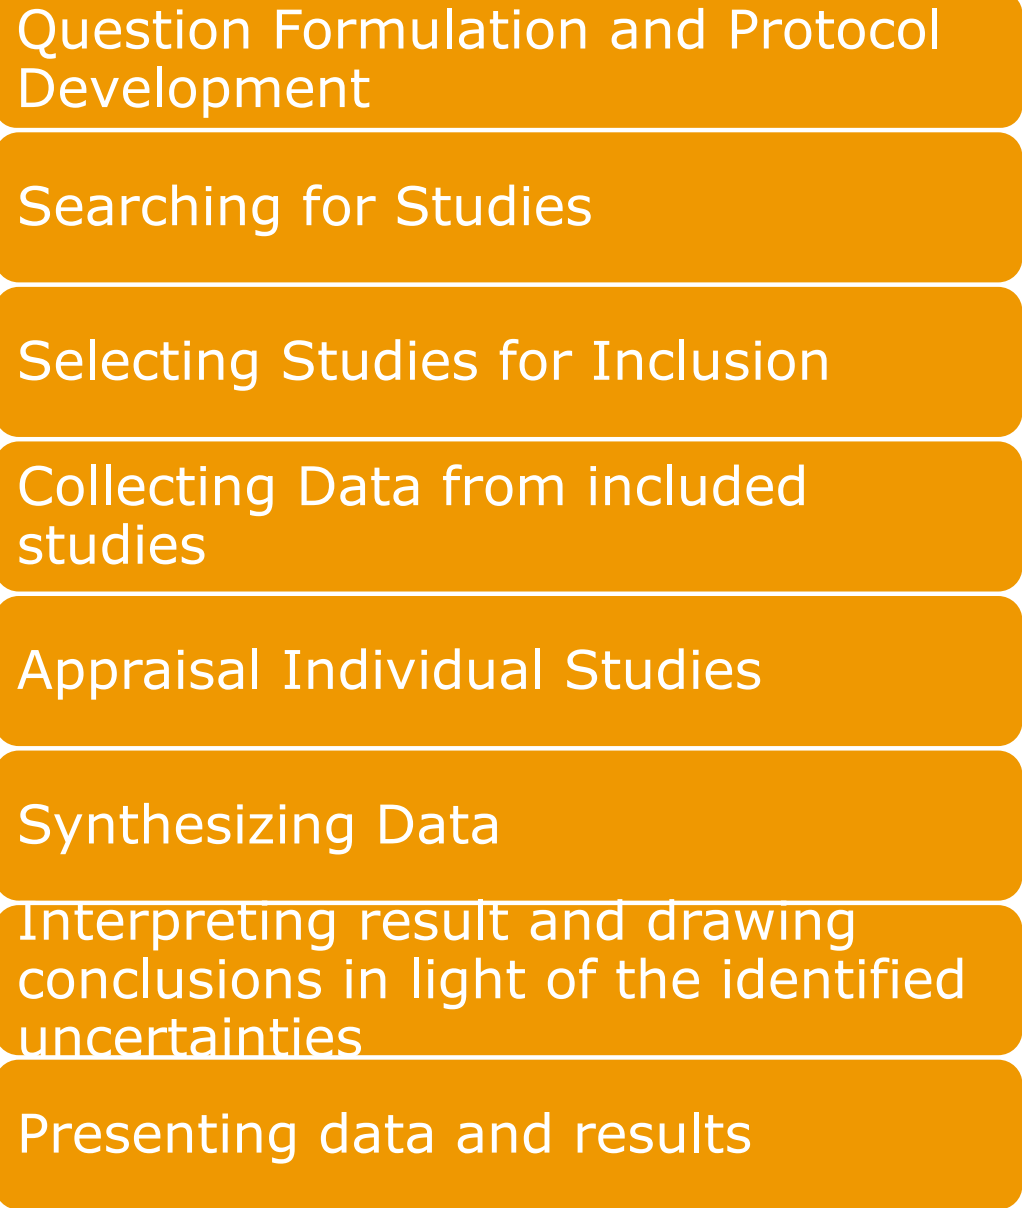 Question Formulation and Protocol
Development
Searching for Studies
Selecting Studies for Inclusion
Collecting Data from included
studies
Appraisal Individual Studies
Synthesizing Data
Interpreting result and drawing
conclusions in light of the identified
uncertainties
Presenting data and results